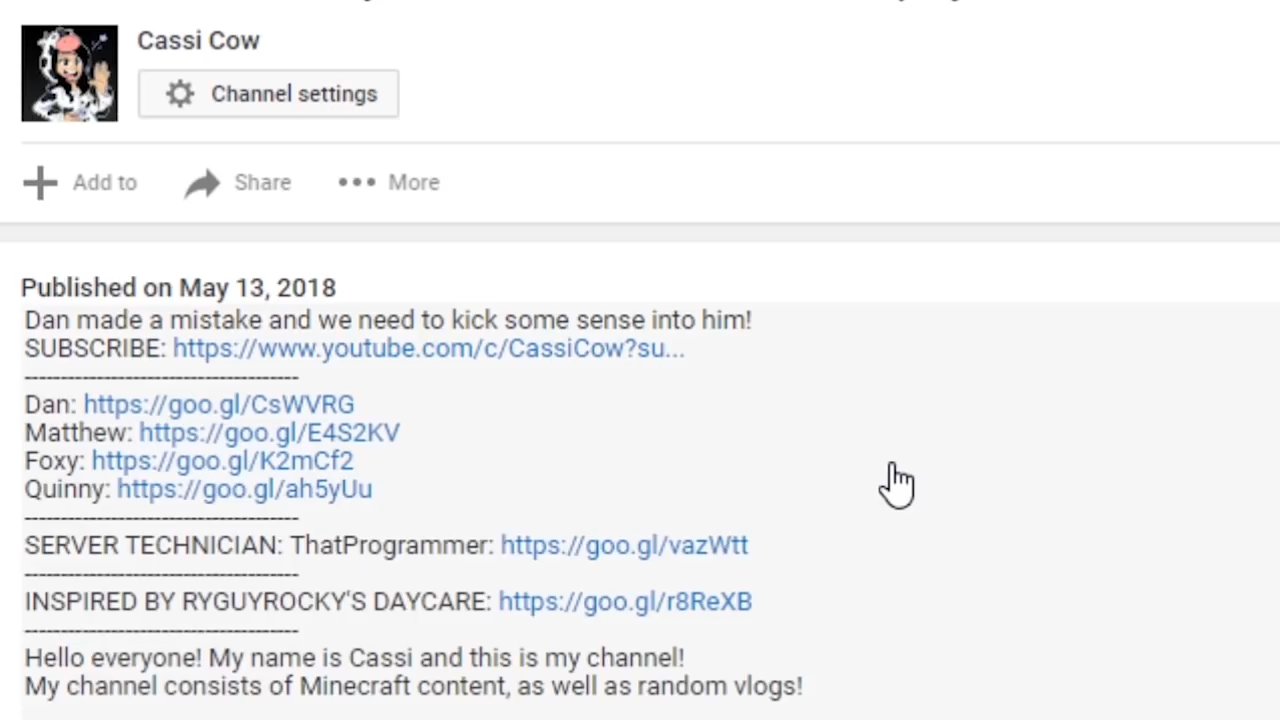 Cassi Cow
Channel settings
Add to
Share
More
Published on May 13, 2018
Dan made a mistake and we need to kick some sense into him!
SUBSCRIBE: https://www.youtube.com/c/CassiCow?su...
-------------------------------------
Dan: https://goo.gl/CsWVRG
Matthew: https://goo.gl/E4S2KV
Foxy: https://goo.gl/K2mCf2
Quinny: https://goo.gl/ah5yUu
-------------------------------------
SERVER TECHNICIAN: ThatProgrammer: https://goo.gl/vazWtt
-------------------------------------
INSPIRED BY RYGUYROCKY'S DAYCARE: https://goo.gl/r8ReXB
-------------------------------------
Hello everyone! My name is Cassi and this is my channel!
My channel consists of Minecraft content, as well as random vlogs!